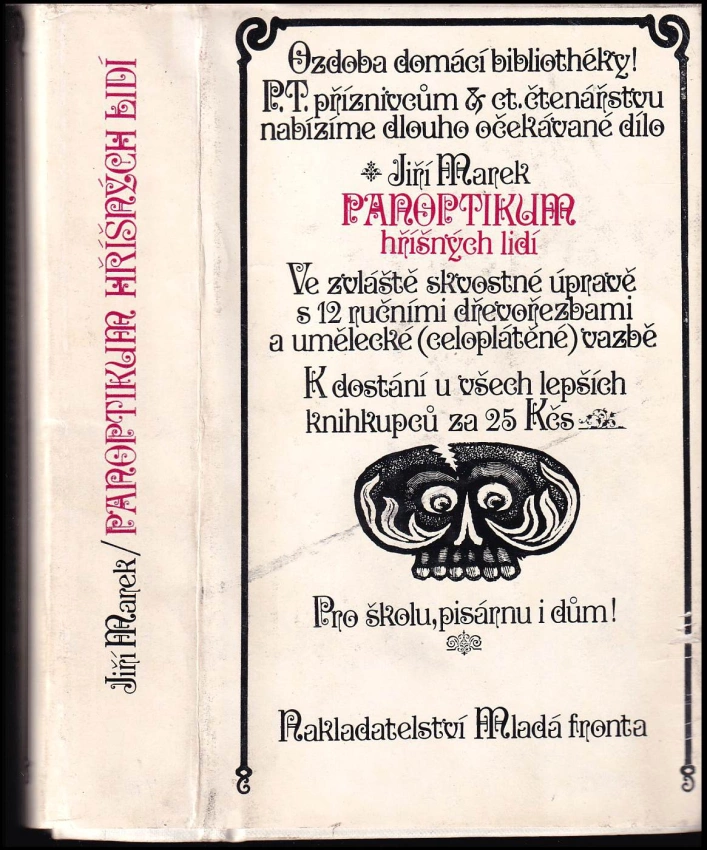 Jiří Marek/PANOPTIKUM HŘÍŠNÝCH LIDÍ
Ozdoba domácí bibliothéky!
P.T. příznivcům & ct. čtenářstvu
nabízíme dlouho očekávané dílo
Jiří Marek
PANOPTIKUM
hříšných lidí
Ve zvláště skvostné úpravě
s 12 ručními dřevořezbami
a umělecké (celoplátěné) vazbě
K dostání u všech lepších
knihkupců za 25 Kčs
Pro školu, pisárnu i dům!
Nakladatelství Mladá fronta